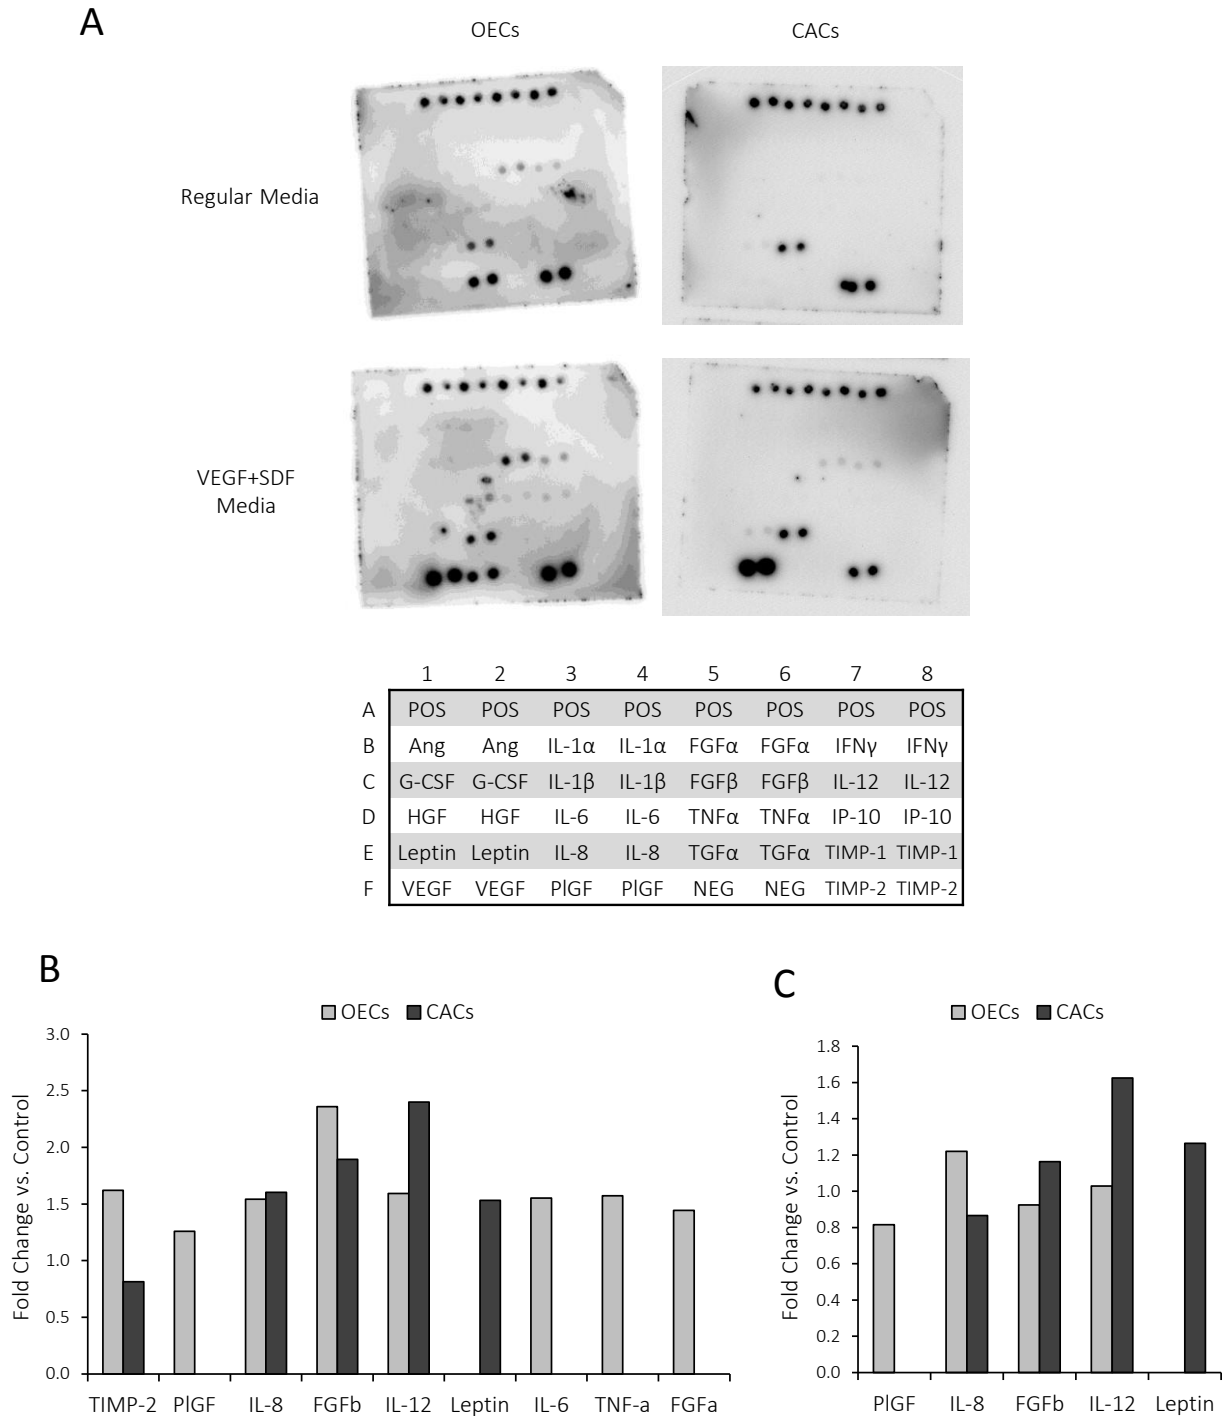 A
OECs CACs
Regular Media
VEGF+SDF
Media
1 2 3 4 5 6 7 8
A POS POS POS POS POS POS POS POS
B Ang Ang IL-1α IL-1α FGFα FGFα IFNγ IFNγ
C G-CSF G-CSF IL-1β IL-1β FGFβ FGFβ IL-12 IL-12
D HGF HGF IL-6 IL-6 TNFα TNFα IP-10 IP-10
E Leptin Leptin IL-8 IL-8 TGFα TGFα TIMP-1 TIMP-1
F VEGF VEGF PlGF PlGF NEG NEG TIMP-2 TIMP-2
B
OECs CACs
Fold Change vs. Control
3.0
2.5
2.0
1.5
1.0
0.5
0.0
TIMP-2 PlGF IL-8 FGFb IL-12 Leptin IL-6 TNF-a FGFa
C
OECs CACs
Fold Change vs. Control
1.8
1.6
1.4
1.2
1.0
0.8
0.6
0.4
0.2
0.0
PlGF IL-8 FGFb IL-12 Leptin